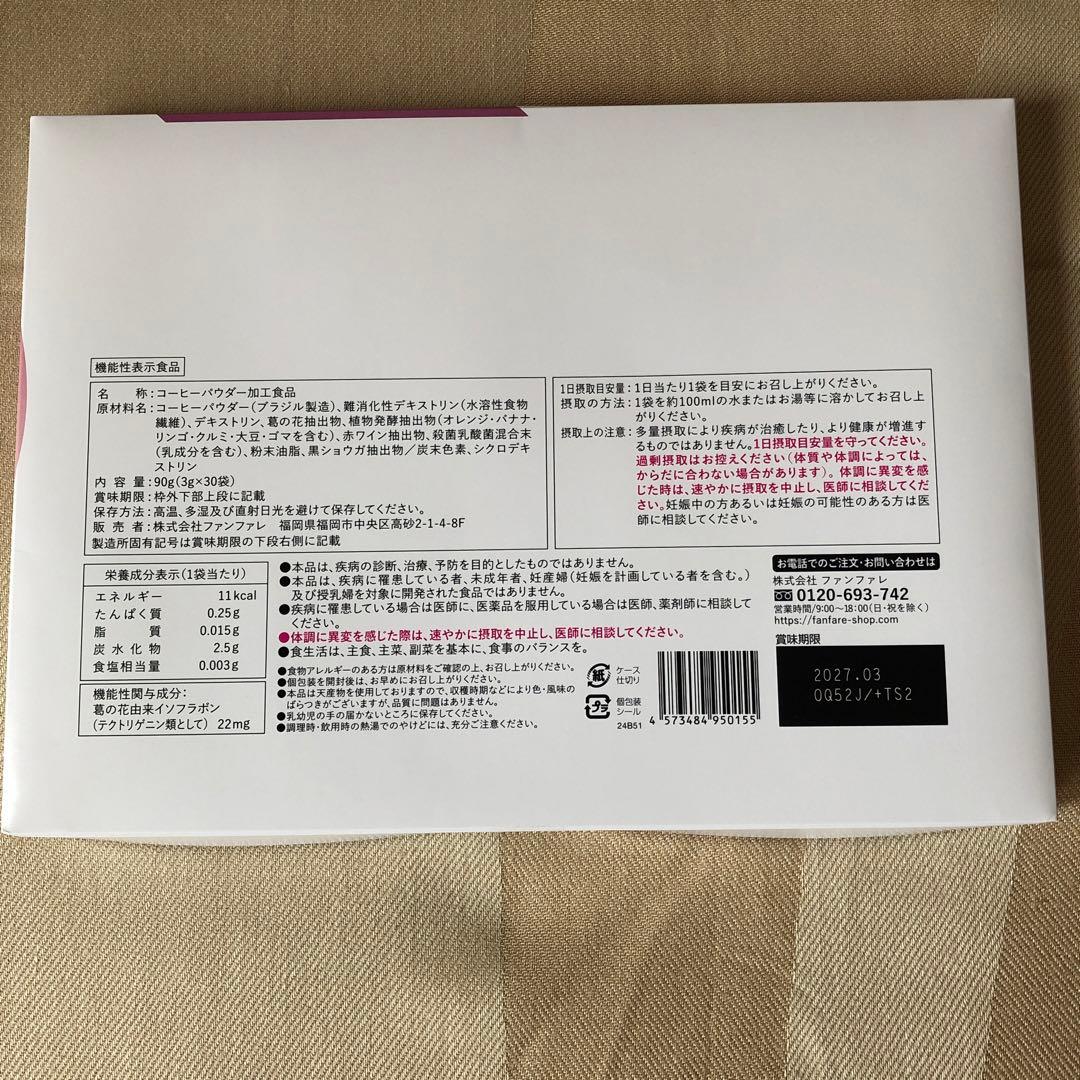 機能性表示食品
名　　称:コーヒーパウダー加工食品
原材料名:コーヒーパウダー(ブラジル製造)、難消化性デキストリン(水溶性食物
繊維)、デキストリン、葛の花抽出物、植物発酵抽出物(オレンジ・バナナ・
リンゴ・クルミ・大豆・ゴマを含む)、赤ワイン抽出物、殺菌乳酸菌混合末
(乳成分を含む)、粉末油脂、黒ショウガ抽出物／炭末色素、シクロデキ
ストリン
内 容 量:90g(3g×30袋)
賞味期限:枠外下部上段に記載
保存方法:高温、多湿及び直射日光を避けて保存してください。
販 売 者:株式会社ファンファレ　福岡県福岡市中央区高砂2-1-4-8F
製造所固有記号は賞味期限の下段右側に記載
1日摂取目安量:1日当たり1袋を目安にお召し上がりください。
摂取の方法:1袋を約100mlの水またはお湯等に溶かしてお召し上
がりください。
摂取上の注意:多量摂取により疾病が治癒したり、より健康が増進す
るものではありません。1日摂取目安量を守ってください。
過剰摂取はお控えください(体質や体調によっては、
からだに合わない場合があります)。体調に異変を感
じた時は、速やかに摂取を中止し、医師に相談してくだ
さい。妊娠中の方あるいは妊娠の可能性のある方は医
師に相談してください。
栄養成分表示(1袋当たり)
エネルギー 11kcal
たんぱく質 0.25g
脂　　質 0.015g
炭水化物 2.5g
食塩相当量 0.003g
機能性関与成分:
葛の花由来イソフラボン
(テクトリゲニン類として) 22mg
●本品は、疾病の診断、治療、予防を目的としたものではありません。
●本品は、疾病に罹患している者、未成年者、妊産婦(妊娠を計画している者を含む。)
及び授乳婦を対象に開発された食品ではありません。
●疾病に罹患している場合は医師に、医薬品を服用している場合は医師、薬剤師に相談して
ください。
●体調に異変を感じた際は、速やかに摂取を中止し、医師に相談してください。
●食生活は、主食、主菜、副菜を基本に、食事のバランスを。
●食物アレルギーのある方は原材料をご確認の上、お召し上がりください。
●個包装を開封後は、お早めにお召し上がりください。
●本品は天産物を使用しておりますので、収穫時期などにより色・風味の
ばらつきがございますが、品質に問題はありません。
●乳幼児の手の届かないところに保存してください。
●調理時・飲用時の熱湯でのやけどには、充分ご注意ください。
紙
ケース
仕切り
プラ
個包装
シール
24B51
4 573484 950155
お電話でのご注文・お問い合わせは
株式会社 ファンファレ
0120-693-742
営業時間/9:00〜18:00(日・祝を除く)
https://fanfare-shop.com
賞味期限
2027.03
0Q52J/+TS2